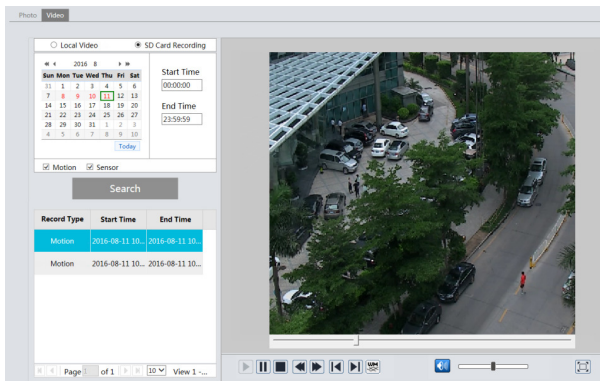 Photo Video
Local Video SD Card Recording
2016 8
Sun Mon Tue Wed Thu Fri Sat
31 1 2 3 4 5 6
7 8 9 10 11 12 13
14 15 16 17 18 19 20
21 22 23 24 25 26 27
28 29 30 31 1 2 3
4 5 6 7 8 9 10
Today
Start Time
00:00:00
End Time
23:59:59
Motion Sensor
Search
Record Type Start Time End Time
Motion 2016-08-11 10... 2016-08-11 10...
Motion 2016-08-11 10... 2016-08-11 10...
Page 1 of 1 10 View 1 -...
WM